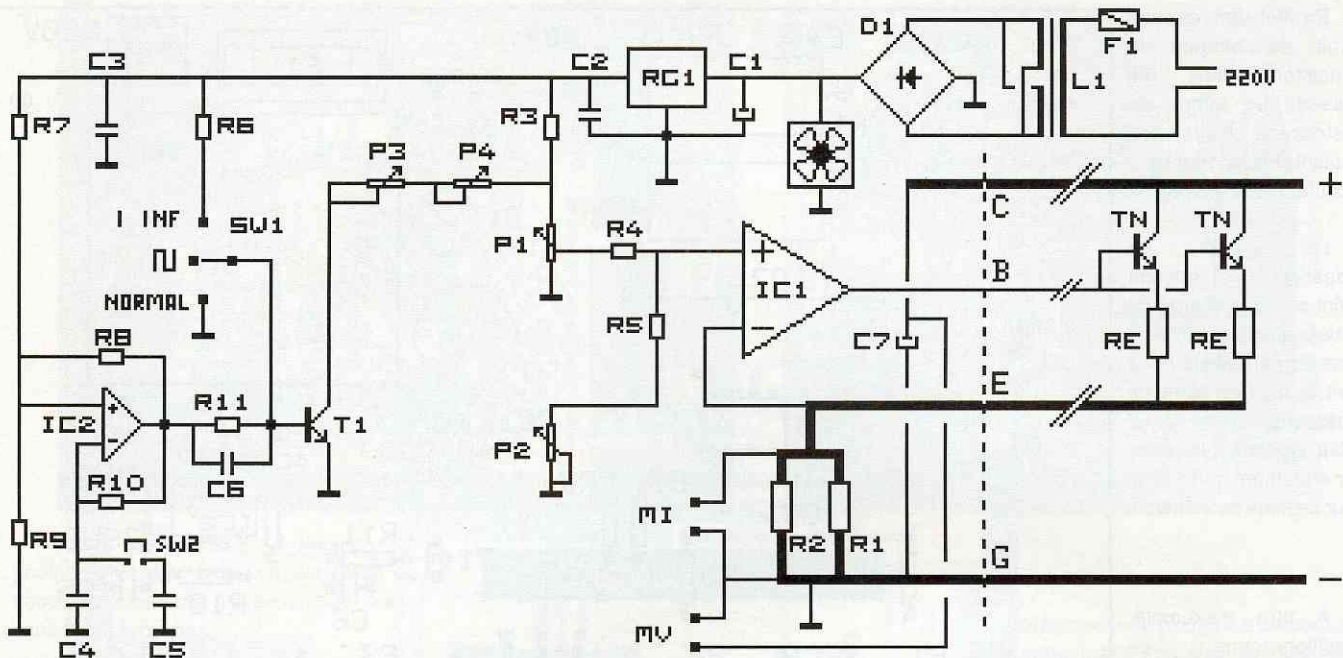 D1
F1
L1
220V
C3
C2
RC1
C1
R7
R6
R3
P3
P4
+
C
TN
TN
1 INF
SW1
P1
R4
+
IC1
−
B
NORMAL
R5
C7
RE
RE
R8
E
+
IC2
−
R11
T1
P2
C6
R10
MI
R9
SW2
R2
R1
G
−
C4
C5
MV